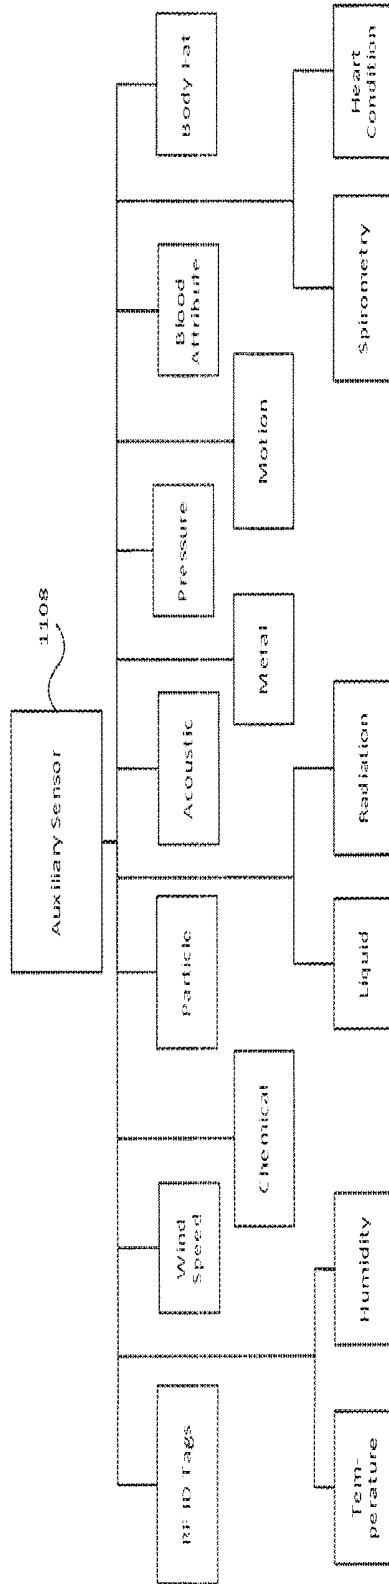 1108
Auxiliary Sensor
RF ID Tags
Wind
Speed
Particle
Acoustic
Pressure
Blood
Attribute
Body Fat
Chemical
Metal
Motion
Tem-
perature
Humidity
Liquid
Radiation
Spirometry
Heart
Condition